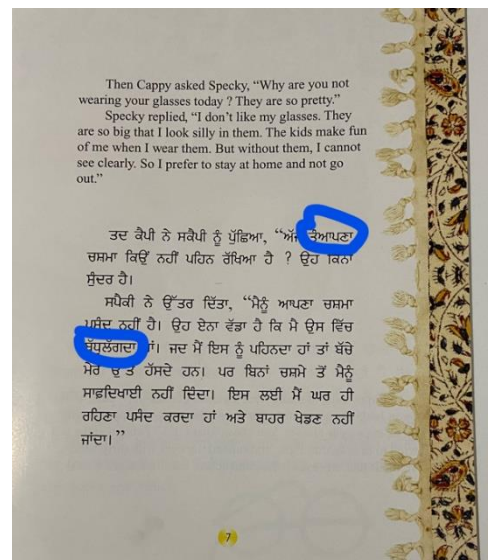 Then Cappy asked Specky, “Why are you not
wearing your glasses today ? They are so pretty.”
Specky replied, “I don’t like my glasses. They
are so big that I look silly in them. The kids make fun
of me when I wear them. But without them, I cannot
see clearly. So I prefer to stay at home and not go
out.”
ਤਦ ਕੈਪੀ ਨੇ ਸਕੈਪੀ ਨੂੰ ਪੁੱਛਿਆ, “ਅੱਜ ਤੈਆਪਣਾ
ਚਸ਼ਮਾ ਕਿਉਂ ਨਹੀਂ ਪਹਿਨ ਰੱਖਿਆ ਹੈ ? ਉਹ ਕਿੰਨਾ
ਸੁੰਦਰ ਹੈ।
ਸਪੈਕੀ ਨੇ ਉੱਤਰ ਦਿੱਤਾ, “ਮੈਨੂੰ ਆਪਣਾ ਚਸ਼ਮਾ
ਪਸੰਦ ਨਹੀਂ ਹੈ। ਉਹ ਏਨਾ ਵੱਡਾ ਹੈ ਕਿ ਮੈ ਉਸ ਵਿੱਚ
ਬੁੱਧੂਲੱਗਦਾ ਹਾਂ। ਜਦ ਮੈਂ ਇਸ ਨੂੰ ਪਹਿਨਦਾ ਹਾਂ ਤਾਂ ਬੱਚੇ
ਮੇਰੇ ਉੱਤੇ ਹੱਸਦੇ ਹਨ। ਪਰ ਬਿਨਾਂ ਚਸ਼ਮੇ ਤੋਂ ਮੈਨੂੰ
ਸਾਫ਼ਦਿਖਾਈ ਨਹੀਂ ਦਿੰਦਾ। ਇਸ ਲਈ ਮੈਂ ਘਰ ਹੀ
ਰਹਿਣਾ ਪਸੰਦ ਕਰਦਾ ਹਾਂ ਅਤੇ ਬਾਹਰ ਖੇਡਣ ਨਹੀਂ
ਜਾਂਦਾ।”
7